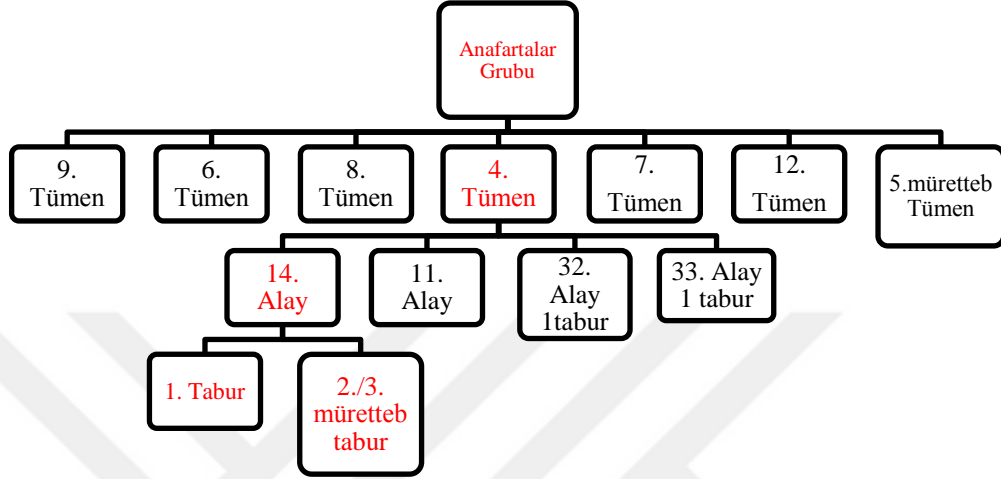 Anafartalar
Grubu
9.
Tümen
6.
Tümen
8.
Tümen
4.
Tümen
7.
Tümen
12.
Tümen
5.müretteb
Tümen
14.
Alay
11.
Alay
32.
Alay
1tabur
33. Alay
1 tabur
1. Tabur
2./3.
müretteb
tabur